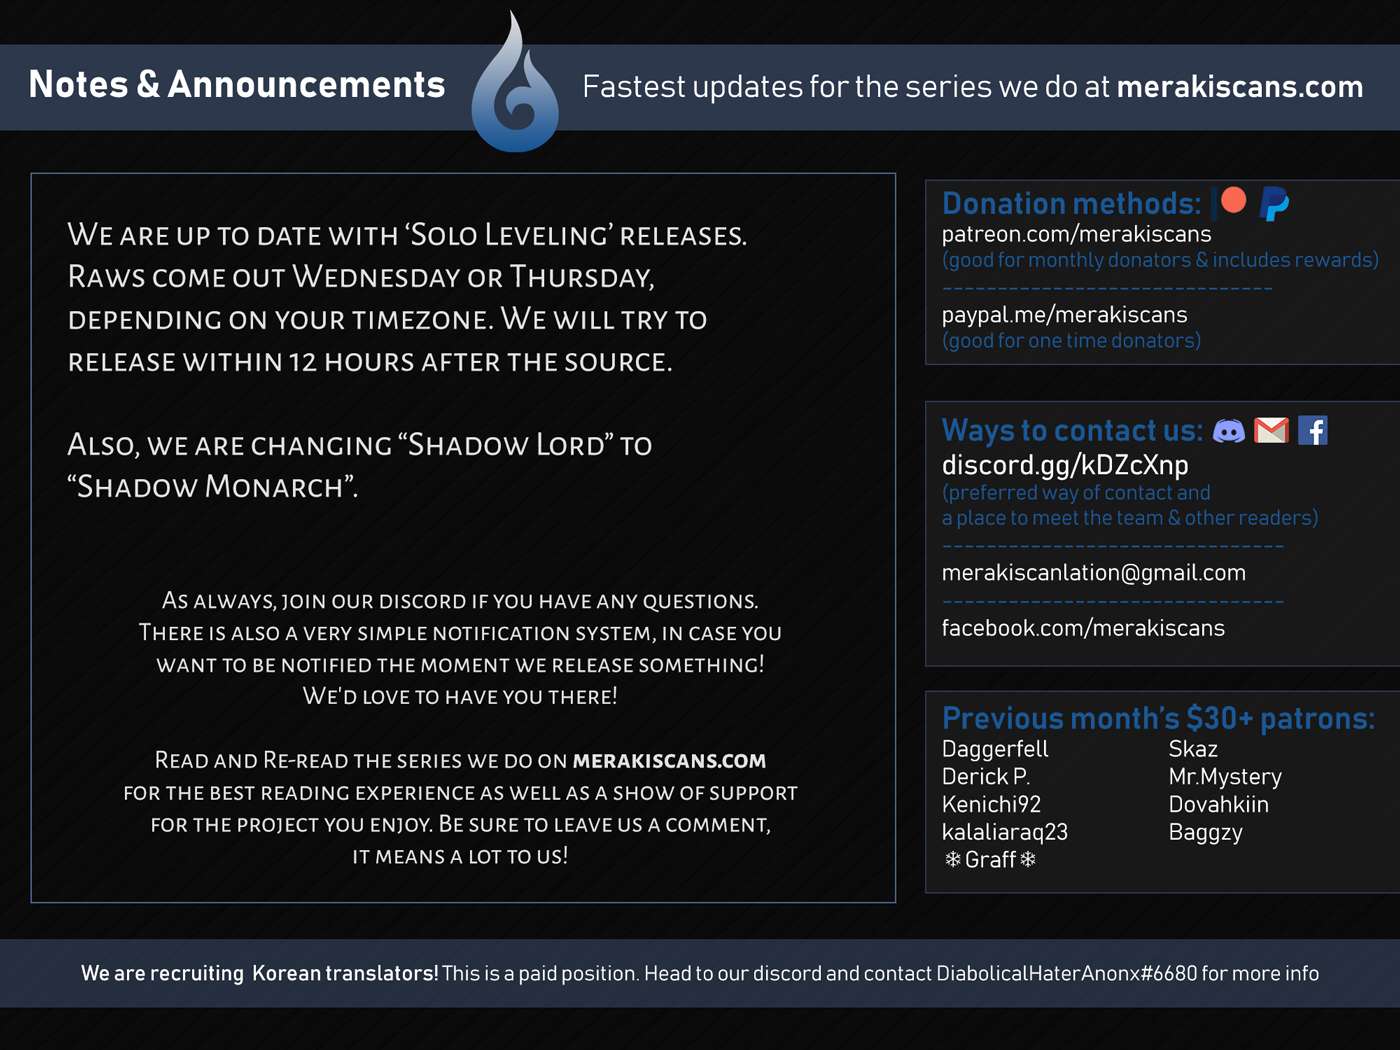 Notes & Announcements
Fastest updates for the series we do at merakiscans.com
We are up to date with ‘Solo Leveling’ releases.
Raws come out Wednesday or Thursday,
depending on your timezone. We will try to
release within 12 hours after the source.
Also, we are changing “Shadow Lord” to
“Shadow Monarch”.
As always, join our discord if you have any questions.
There is also a very simple notification system, in case you
want to be notified the moment we release something!
We'd love to have you there!
Read and Re-read the series we do on merakiscans.com
for the best reading experience as well as a show of support
for the project you enjoy. Be sure to leave us a comment,
it means a lot to us!
Donation methods:
patreon.com/merakiscans
(good for monthly donators & includes rewards)
------------------------------
paypal.me/merakiscans
(good for one time donators)
Ways to contact us:
discord.gg/kDZcXnp
(preferred way of contact and
a place to meet the team & other readers)
-------------------------------
merakiscanlation@gmail.com
-------------------------------
facebook.com/merakiscans
Previous month’s $30+ patrons:
Daggerfell
Derick P.
Kenichi92
kalaliaraq23
❄Graff❄
Skaz
Mr.Mystery
Dovahkiin
Baggzy
We are recruiting Korean translators! This is a paid position. Head to our discord and contact DiabolicalHaterAnonx#6680 for more info